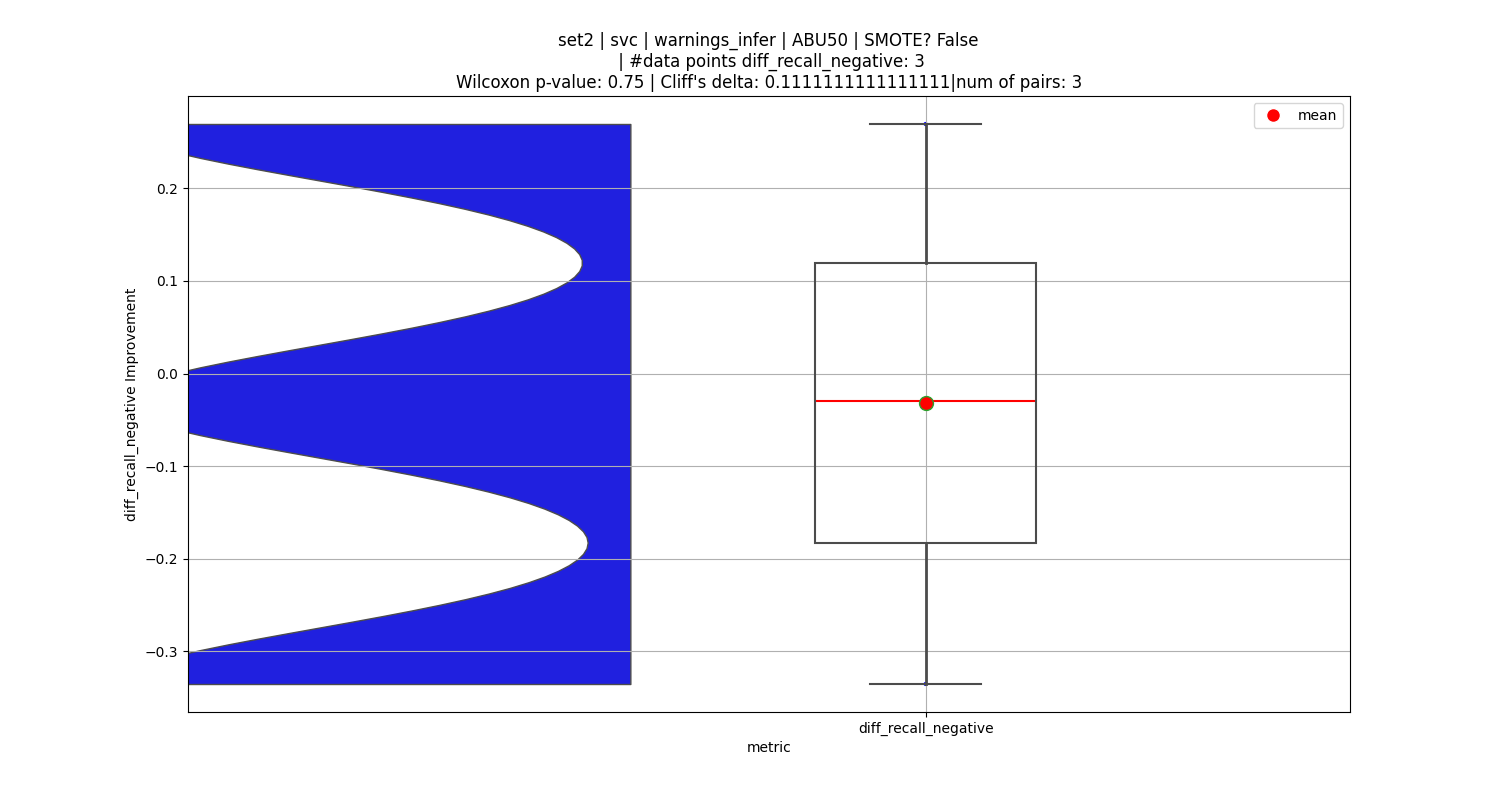 set2 | svc | warnings_infer | ABU50 | SMOTE? False
| #data points diff_recall_negative: 3
Wilcoxon p-value: 0.75 | Cliff's delta: 0.1111111111111111|num of pairs: 3
mean
0.2
0.1
0.0
−0.1
−0.2
−0.3
diff_recall_negative Improvement
diff_recall_negative
metric